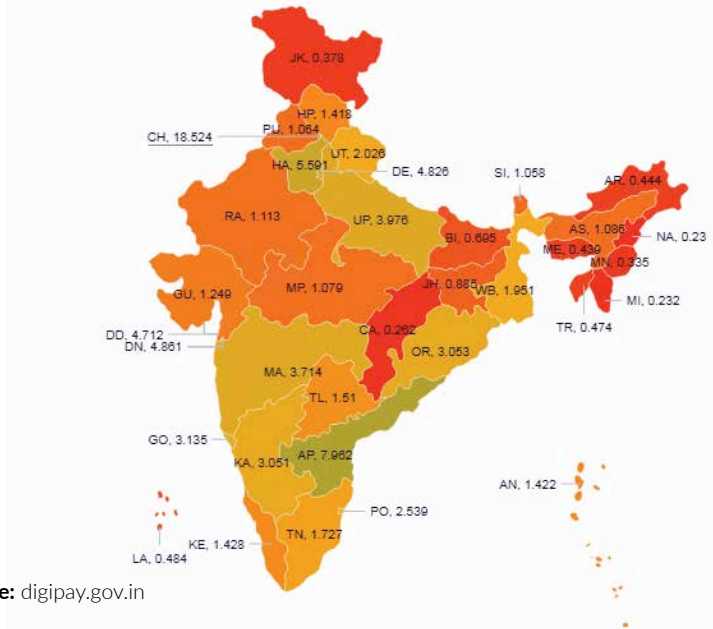 JK, 0.378
HP, 1.418
PU, 1.064
CH, 18.524
UT, 2.026
HA, 5.591
DE, 4.826
SI, 1.058
AR, 0.444
RA, 1.113
UP, 3.976
AS, 1.086
NA, 0.23
BI, 0.695
ME, 0.439
MN, 0.335
GU, 1.249
MP, 1.079
JH, 0.885
WB, 1.951
MI, 0.232
TR, 0.474
DD, 4.712
CA, 0.262
DN, 4.861
OR, 3.053
MA, 3.714
TL, 1.51
GO, 3.135
KA, 3.051
AP, 7.962
AN, 1.422
PO, 2.539
TN, 1.727
KE, 1.428
LA, 0.484
e: digipay.gov.in